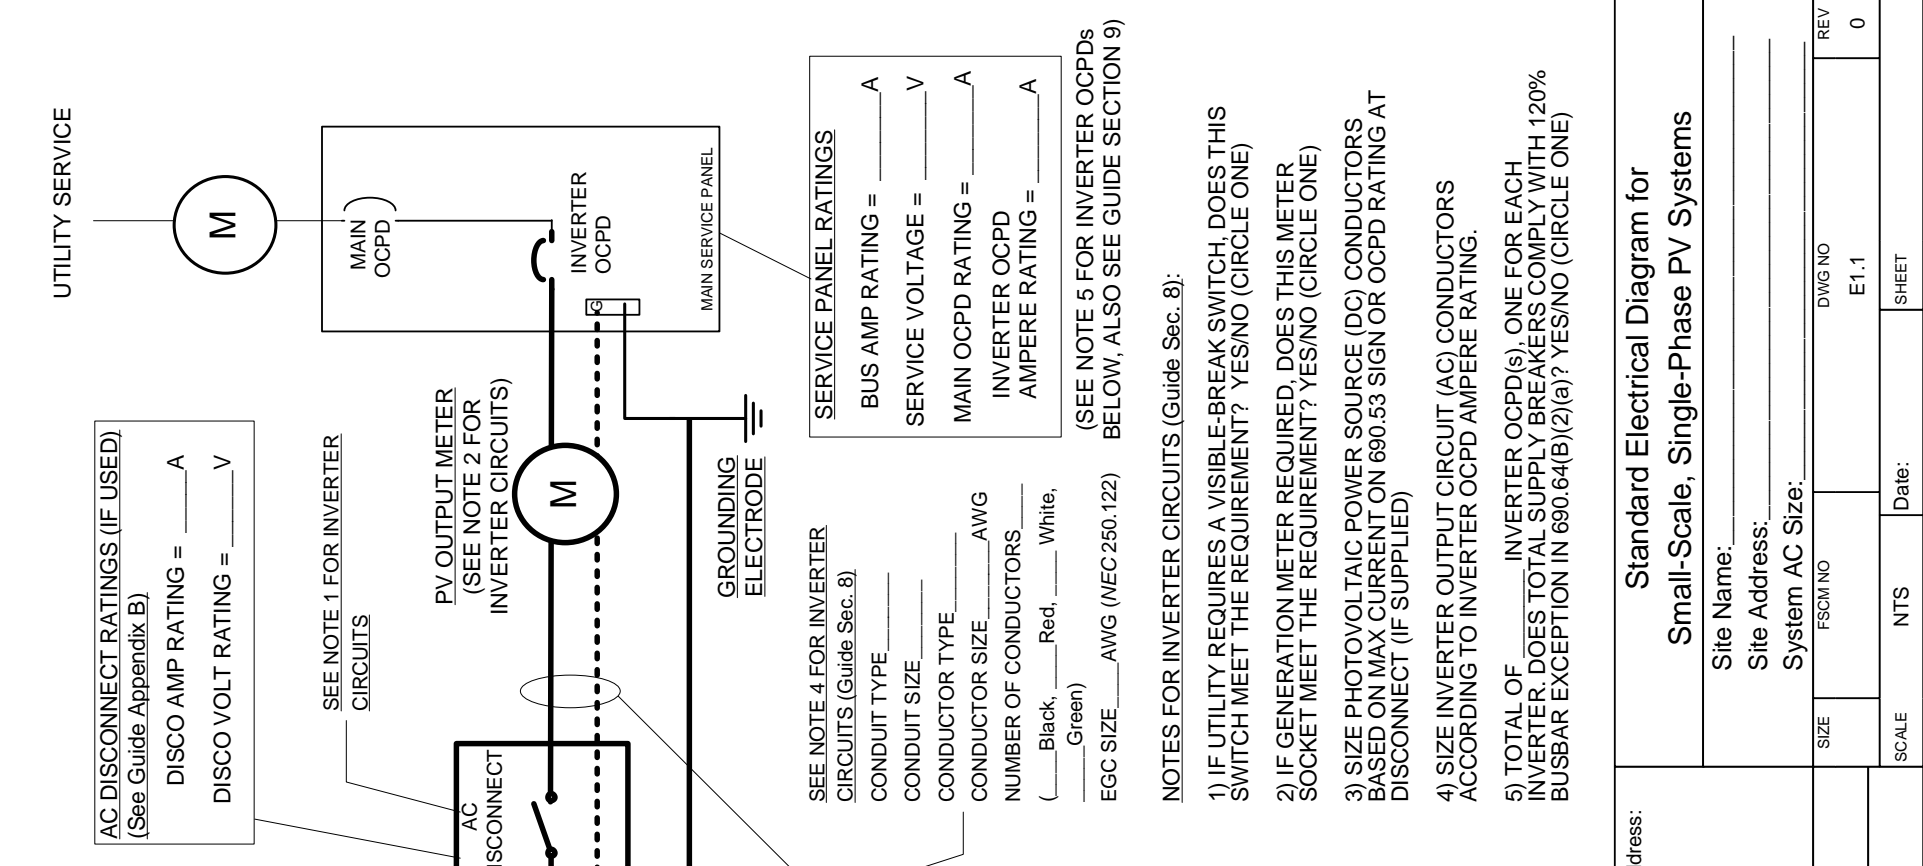 UTILITY SERVICE
M
MAIN
OCPD
INVERTER
OCPD
G
MAIN SERVICE PANEL
SERVICE PANEL RATINGS
BUS AMP RATING = ______A
SERVICE VOLTAGE = ______V
MAIN OCPD RATING = ______A
INVERTER OCPD
AMPERE RATING = ______A
(SEE NOTE 5 FOR INVERTER OCPDs
BELOW, ALSO SEE GUIDE SECTION 9)
AC DISCONNECT RATINGS (IF USED)
(See Guide Appendix B)
DISCO AMP RATING = ______A
DISCO VOLT RATING = ______V
SEE NOTE 1 FOR INVERTER
CIRCUITS
PV OUTPUT METER
(SEE NOTE 2 FOR
INVERTER CIRCUITS)
M
GROUNDING
ELECTRODE
AC
ISCONNECT
SEE NOTE 4 FOR INVERTER
CIRCUITS (Guide Sec. 8)
CONDUIT TYPE______
CONDUIT SIZE______
CONDUCTOR TYPE______
CONDUCTOR SIZE______AWG
NUMBER OF CONDUCTORS____
(____Black, ____Red, ____ White,
____Green)
EGC SIZE____AWG (NEC 250.122)
NOTES FOR INVERTER CIRCUITS (Guide Sec. 8):
1) IF UTILITY REQUIRES A VISIBLE-BREAK SWITCH, DOES THIS
SWITCH MEET THE REQUIREMENT? YES/NO (CIRCLE ONE)
2) IF GENERATION METER REQUIRED, DOES THIS METER
SOCKET MEET THE REQUIREMENT? YES/NO (CIRCLE ONE)
3) SIZE PHOTOVOLTAIC POWER SOURCE (DC) CONDUCTORS
BASED ON MAX CURRENT ON 690.53 SIGN OR OCPD RATING AT
DISCONNECT (IF SUPPLIED)
4) SIZE INVERTER OUTPUT CIRCUIT (AC) CONDUCTORS
ACCORDING TO INVERTER OCPD AMPERE RATING.
5) TOTAL OF ______ INVERTER OCPD(s), ONE FOR EACH
INVERTER. DOES TOTAL SUPPLY BREAKERS COMPLY WITH 120%
BUSBAR EXCEPTION IN 690.64(B)(2)(a)? YES/NO (CIRCLE ONE)
Standard Electrical Diagram for
Small-Scale, Single-Phase PV Systems
Site Name:
Site Address:
System AC Size:
SIZE
FSCM NO
DWG NO
E1.1
REV
0
SCALE
NTS
Date:
SHEET
dress: